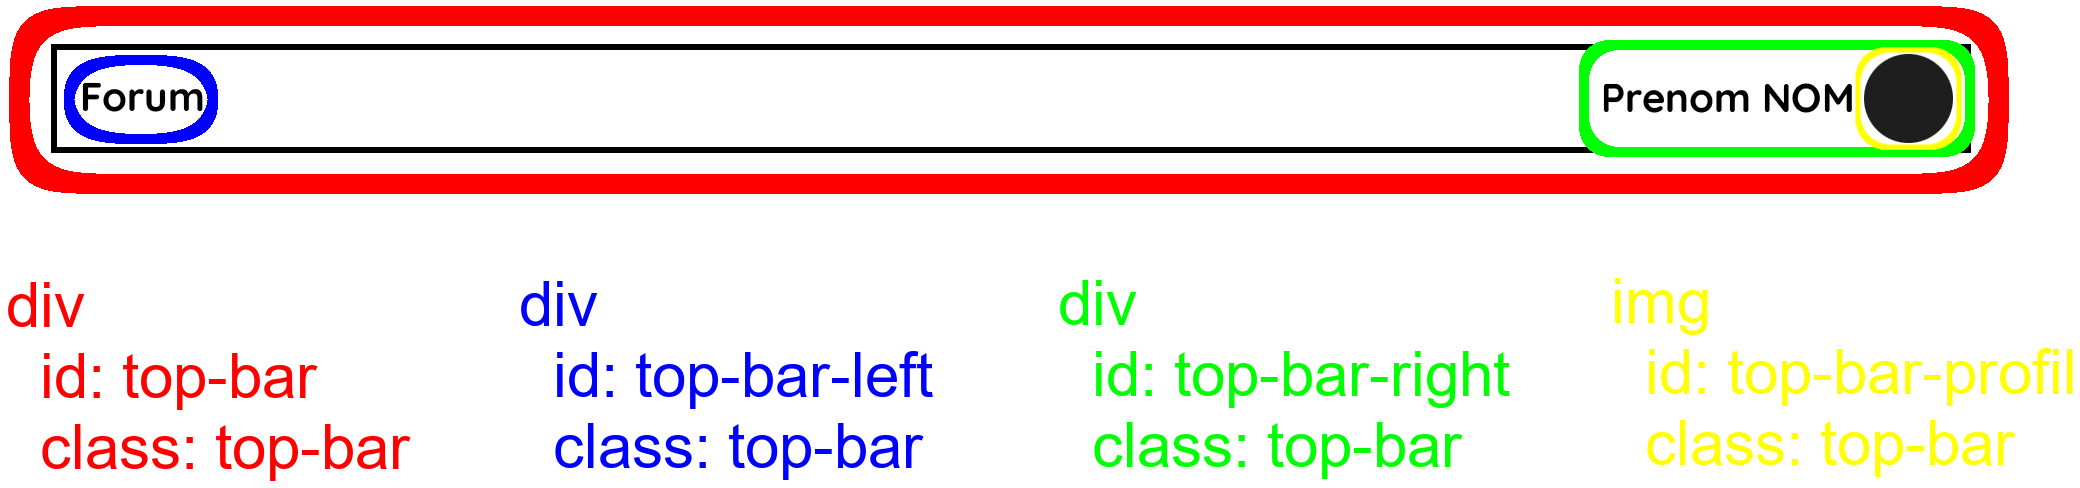 Forum
Prenom NOM
div
id: top-bar
class: top-bar
div
id: top-bar-left
class: top-bar
div
id: top-bar-right
class: top-bar
img
id: top-bar-profil
class: top-bar